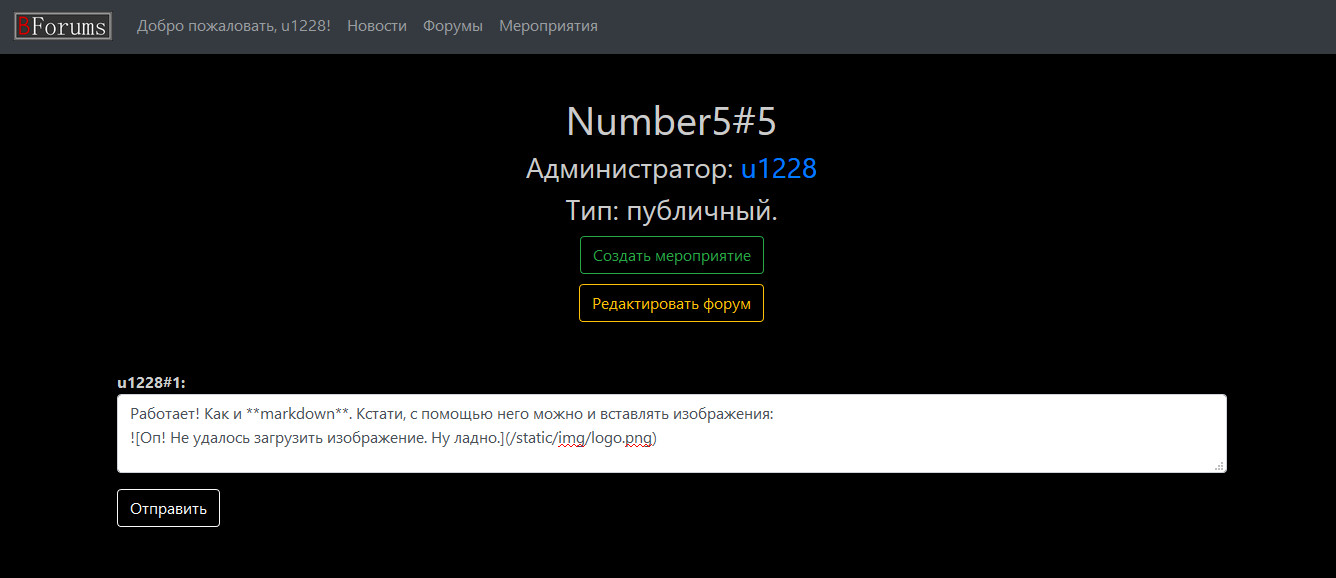 BForums Добро пожаловать, u1228! Новости Форумы Мероприятия
Number5#5
Администратор: u1228
Тип: публичный.
Создать мероприятие
Редактировать форум
u1228#1:
Работает! Как и **markdown**. Кстати, с помощью него можно и вставлять изображения:
![Оп! Не удалось загрузить изображение. Ну ладно.](/static/img/logo.png)
Отправить